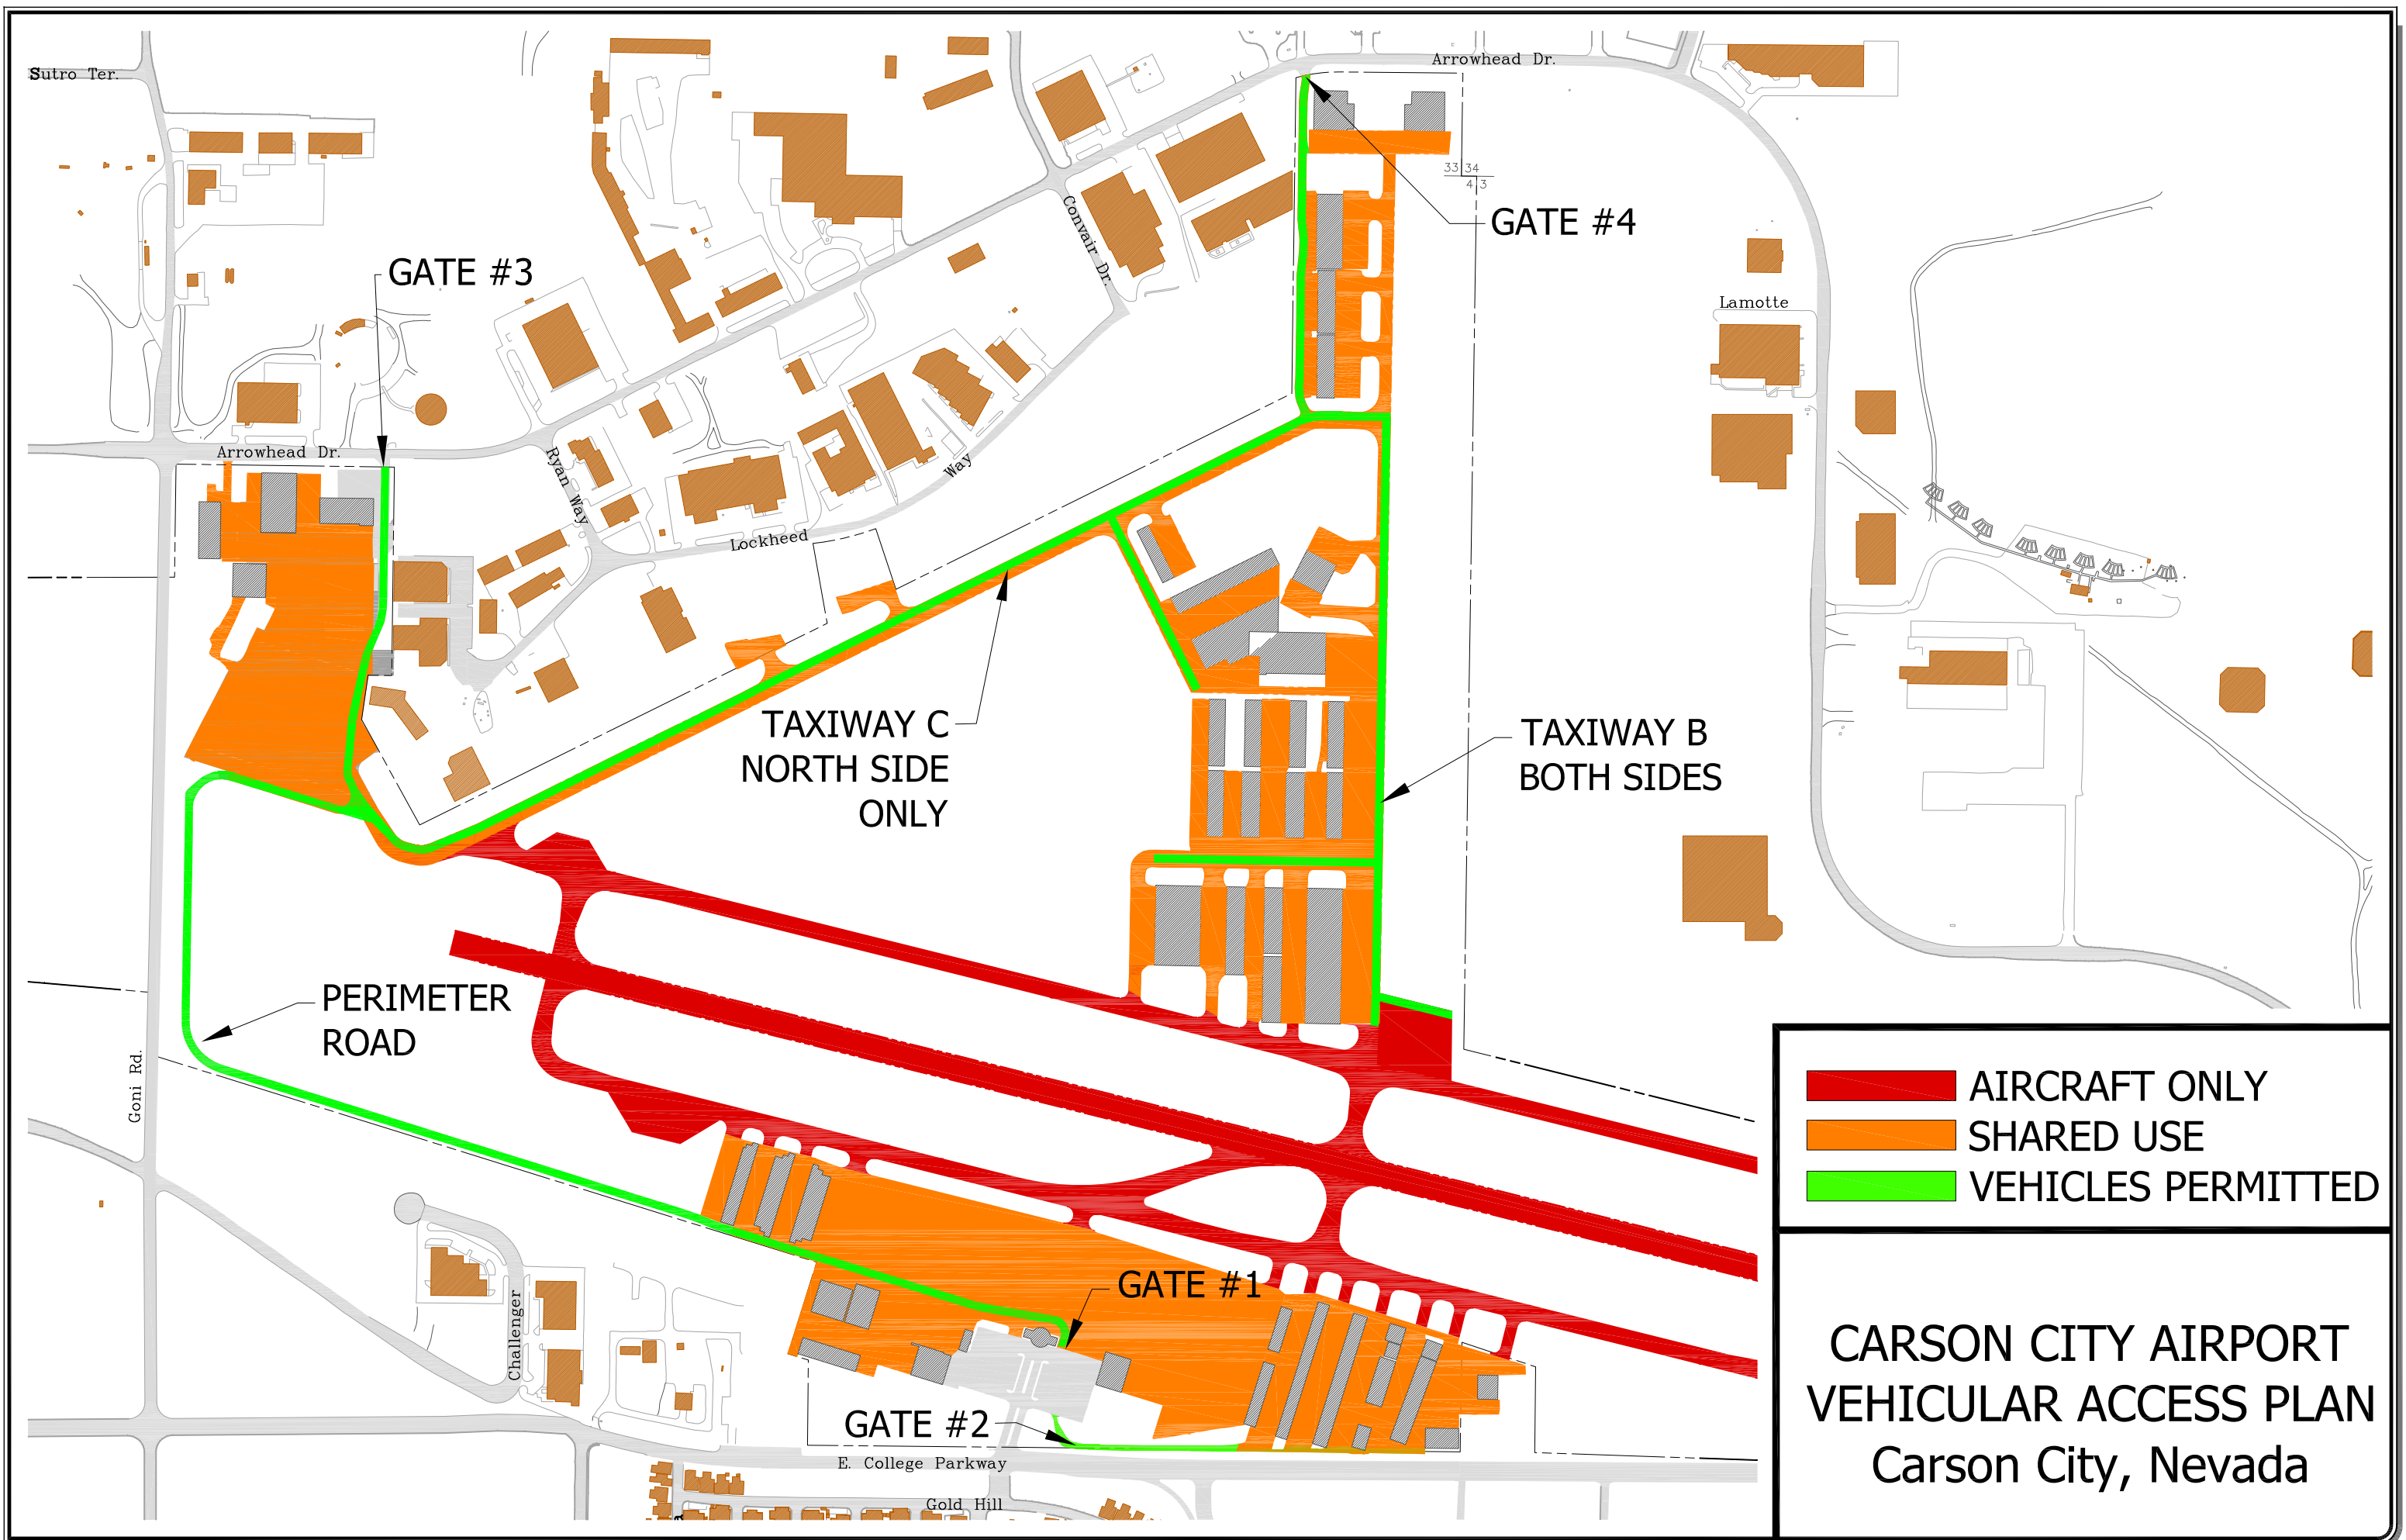 Sutro Ter.
Arrowhead Dr.
33 34
4 3
GATE #4
Convair Dr.
GATE #3
Lamotte
Arrowhead Dr.
Ryan Way
Way
Lockheed
TAXIWAY C
NORTH SIDE
ONLY
TAXIWAY B
BOTH SIDES
PERIMETER
ROAD
Goni Rd.
AIRCRAFT ONLY
SHARED USE
VEHICLES PERMITTED
GATE #1
Challenger
GATE #2
E. College Parkway
Gold Hill
CARSON CITY AIRPORT
VEHICULAR ACCESS PLAN
Carson City, Nevada